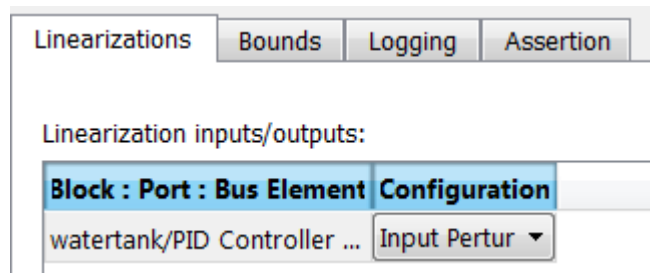 Linearizations Bounds Logging Assertion
Linearization inputs/outputs:
Block : Port : Bus Element Configuration
watertank/PID Controller ... Input Pertur